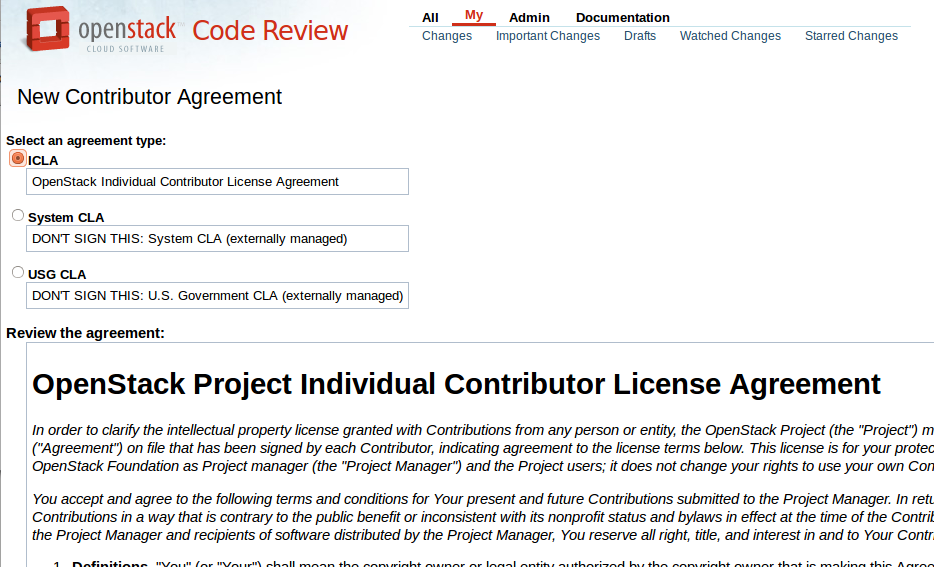 openstack
CLOUD SOFTWARE
Code Review
All My Admin Documentation
Changes Important Changes Drafts Watched Changes Starred Changes
New Contributor Agreement
Select an agreement type:
ICLA
OpenStack Individual Contributor License Agreement
System CLA
DON'T SIGN THIS: System CLA (externally managed)
USG CLA
DON'T SIGN THIS: U.S. Government CLA (externally managed)
Review the agreement:
OpenStack Project Individual Contributor License Agreement
In order to clarify the intellectual property license granted with Contributions from any person or entity, the OpenStack Project (the "Project") m
("Agreement") on file that has been signed by each Contributor, indicating agreement to the license terms below. This license is for your protec
OpenStack Foundation as Project manager (the "Project Manager") and the Project users; it does not change your rights to use your own Con
You accept and agree to the following terms and conditions for Your present and future Contributions submitted to the Project Manager. In retu
Contributions in a way that is contrary to the public benefit or inconsistent with its nonprofit status and bylaws in effect at the time of the Contrib
the Project Manager and recipients of software distributed by the Project Manager, You reserve all right, title, and interest in and to Your Contri
1. Definitions. "You" (or "Your") shall mean the copyright owner or legal entity authorized by the copyright owner that is making this Agree